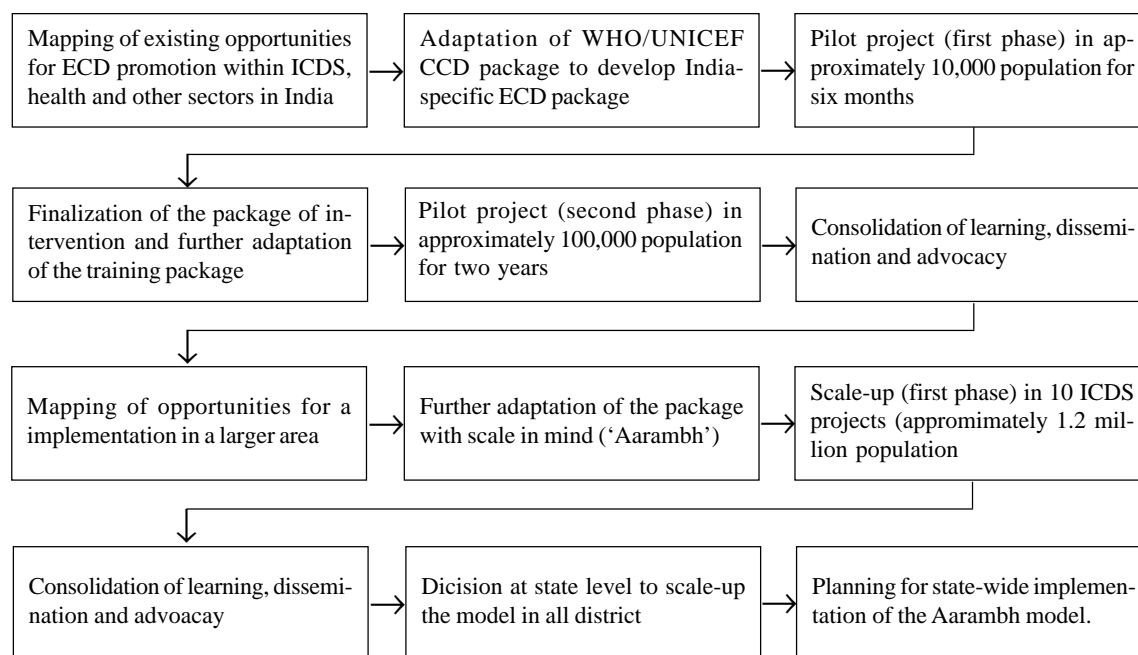 Mapping of existing opportunities
for ECD promotion within ICDS,
health and other sectors in India
Adaptation of WHO/UNICEF
CCD package to develop India-
specific ECD package
Pilot project (first phase) in ap-
proximately 10,000 population for
six months
Finalization of the package of in-
tervention and further adaptation
of the training package
Pilot project (second phase) in
approximately 100,000 population
for two years
Consolidation of learning, dissemi-
nation and advocacy
Mapping of opportunities for a
implementation in a larger area
Further adaptation of the package
with scale in mind (‘Aarambh’)
Scale-up (first phase) in 10 ICDS
projects (appromimately 1.2 mil-
lion population
Consolidation of learning, dissemi-
nation and advoacay
Dicision at state level to scale-up
the model in all district
Planning for state-wide implemen-
tation of the Aarambh model.